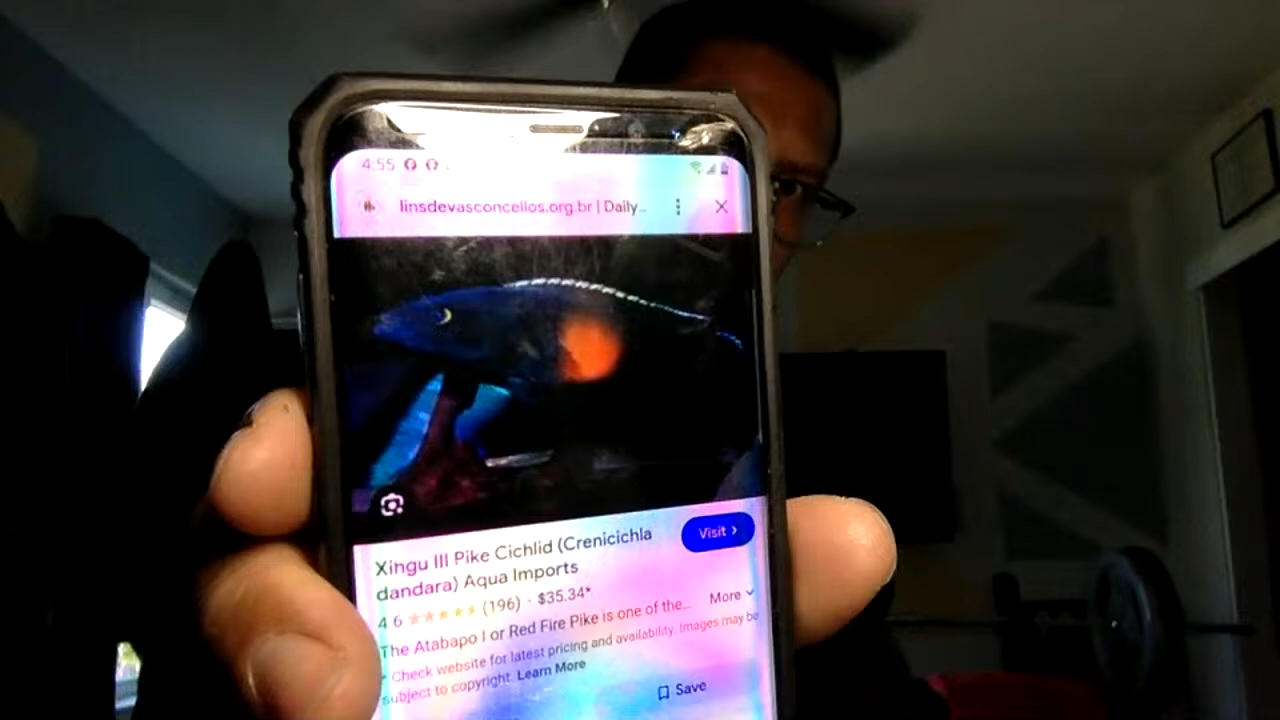 4:55
linsdevasconcellos.org.br | Daily...
Xingu III Pike Cichlid (Crenicichla
dandara) Aqua Imports
Visit >
4.6 ★★★★★ (196) · $35.34*
The Atabapo I or Red Fire Pike is one of the...
More
* Check website for latest pricing and availability. Images may be
subject to copyright. Learn More
Save